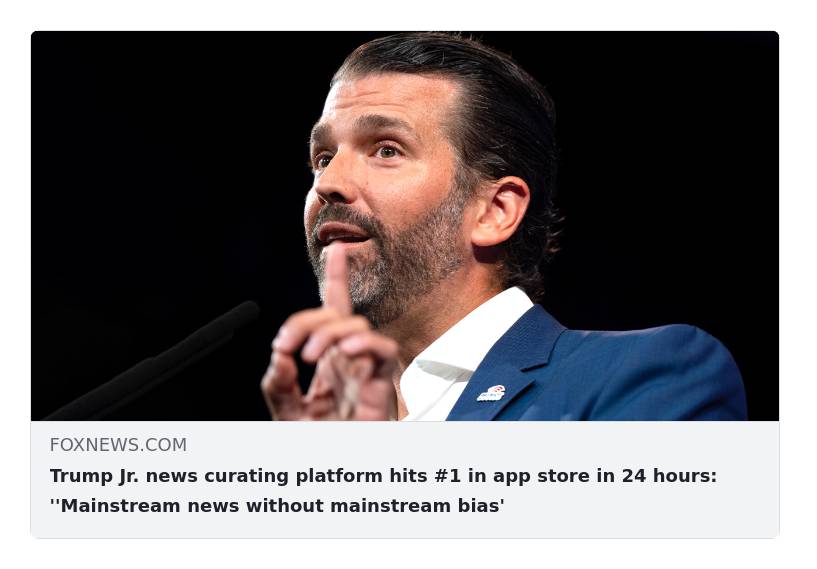 FOXNEWS.COM
Trump Jr. news curating platform hits #1 in app store in 24 hours:
''Mainstream news without mainstream bias'